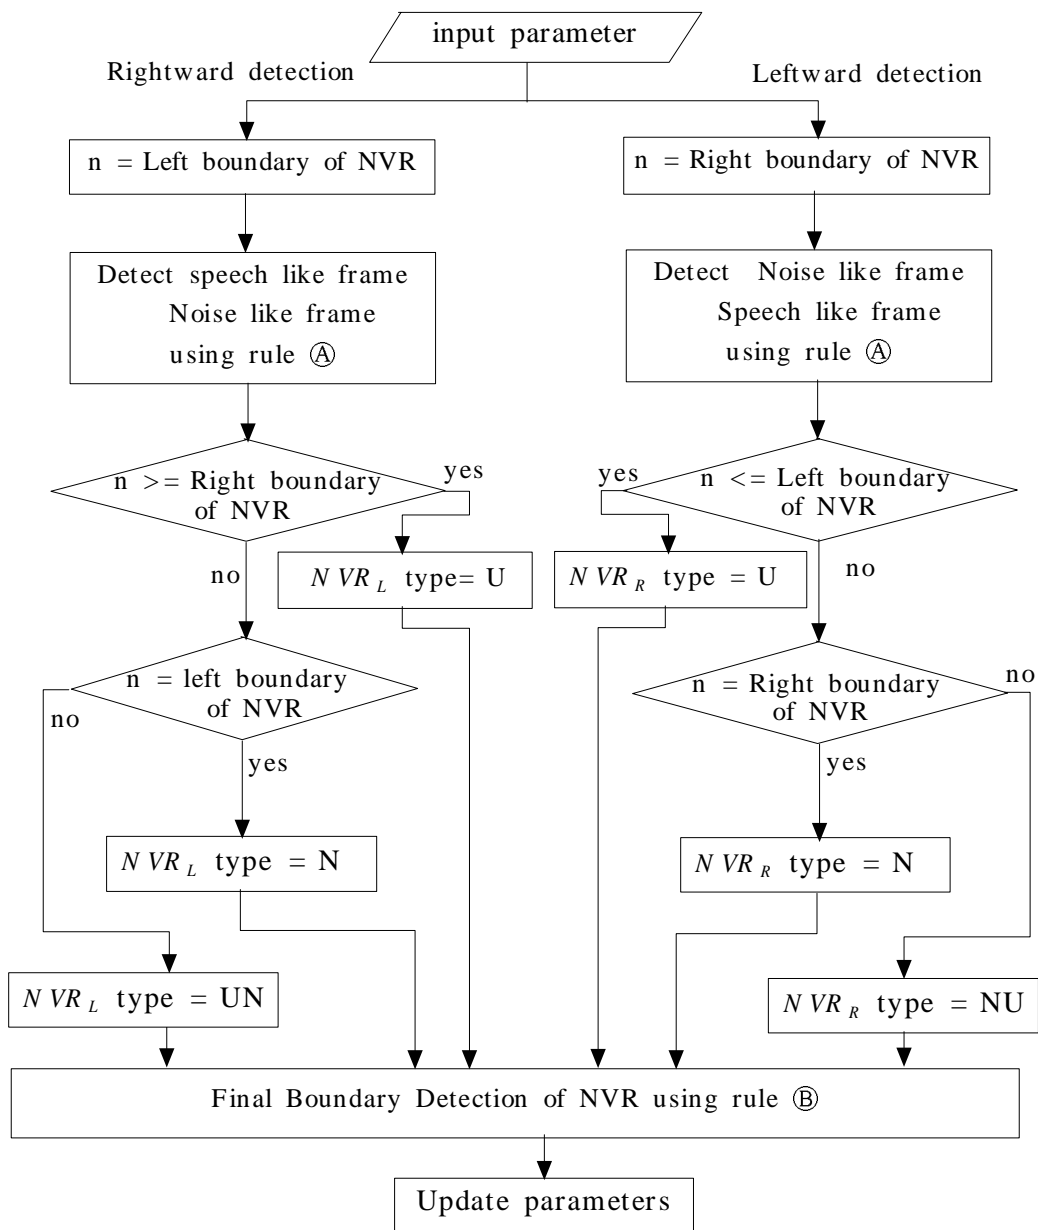 input parameter
Rightward detection
Leftward detection
n = Left boundary of NVR
n = Right boundary of NVR
Detect speech like frame
Noise like frame
using rule Ⓐ
Detect Noise like frame
Speech like frame
using rule Ⓐ
n >= Right boundary
of NVR
yes
no
yes
n <= Left boundary
of NVR
no
NVR_L type= U
NVR_R type = U
n = left boundary
of NVR
no
yes
n = Right boundary
of NVR
no
yes
NVR_L type = N
NVR_R type = N
NVR_L type = UN
NVR_R type = NU
Final Boundary Detection of NVR using rule Ⓑ
Update parameters